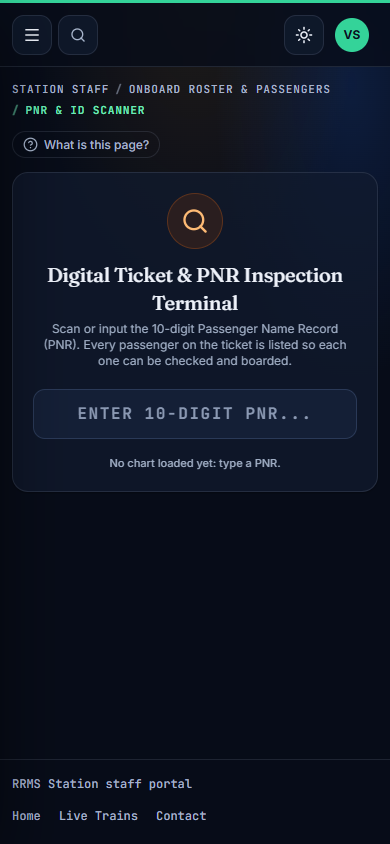 VS
STATION STAFF / ONBOARD ROSTER & PASSENGERS
/ PNR & ID SCANNER
What is this page?
Digital Ticket & PNR Inspection
Terminal
Scan or input the 10-digit Passenger Name Record
(PNR). Every passenger on the ticket is listed so each
one can be checked and boarded.
ENTER 10-DIGIT PNR...
No chart loaded yet: type a PNR.
RRMS Station staff portal
Home Live Trains Contact